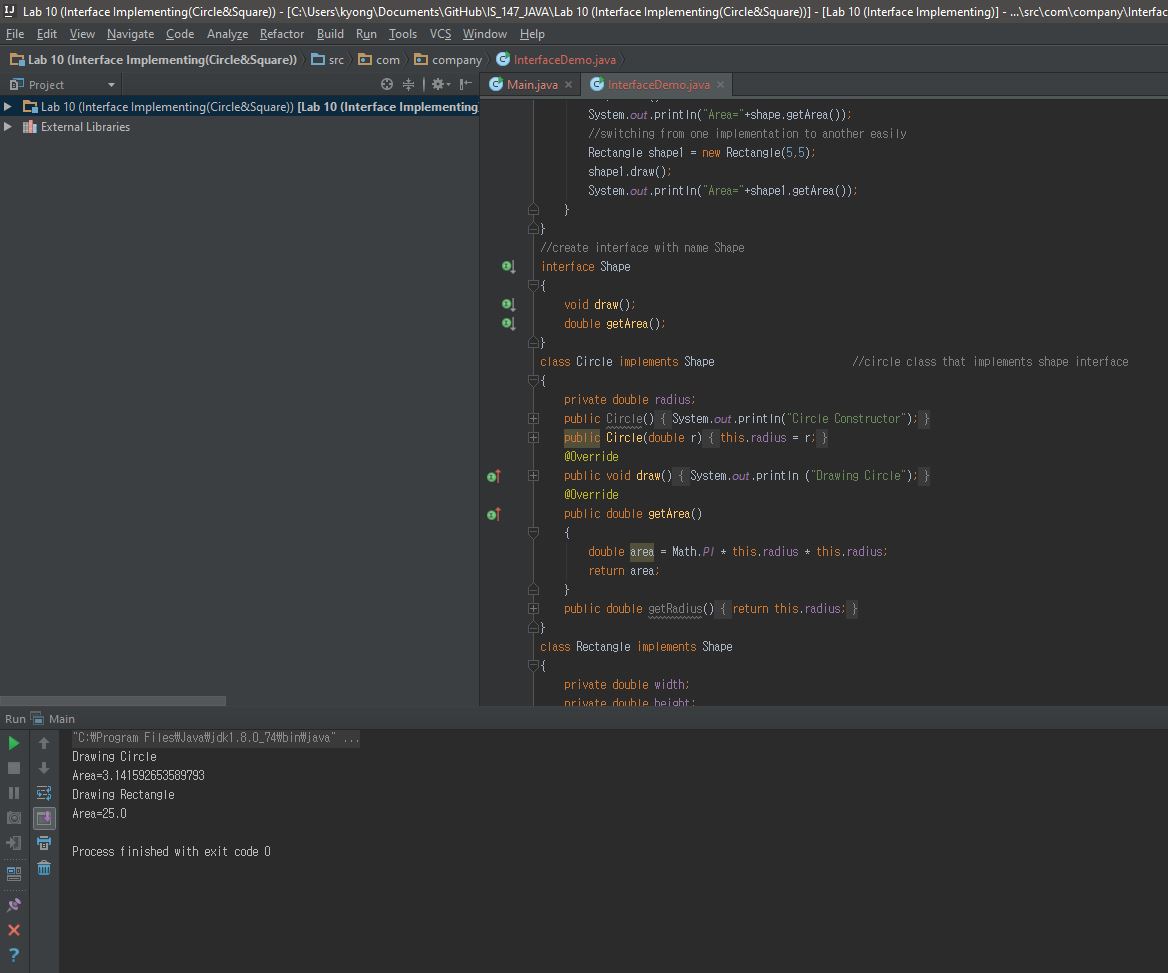 Lab 10 (Interface Implementing(Circle&Square)) - [C:\Users\kyong\Documents\GitHub\IS_147_JAVA\Lab 10 (Interface Implementing(Circle&Square))] - [Lab 10 (Interface Implementing)] - ...\src\com\company\Interfac
File Edit View Navigate Code Analyze Refactor Build Run Tools VCS Window Help
Lab 10 (Interface Implementing(Circle&Square)) src com company InterfaceDemo.java
Project
Main.java InterfaceDemo.java
Lab 10 (Interface Implementing(Circle&Square)) [Lab 10 (Interface Implementing
External Libraries
System.out.println("Area="+shape.getArea());
//switching from one implementation to another easily
Rectangle shape1 = new Rectangle(5,5);
shape1.draw();
System.out.println("Area="+shape1.getArea());
}
}
//create interface with name Shape
interface Shape
{
void draw();
double getArea();
}
class Circle implements Shape //circle class that implements shape interface
{
private double radius;
public Circle() { System.out.println("Circle Constructor"); }
public Circle(double r) { this.radius = r; }
@Override
public void draw() { System.out.println ("Drawing Circle"); }
@Override
public double getArea()
{
double area = Math.PI * this.radius * this.radius;
return area;
}
public double getRadius() { return this.radius; }
}
class Rectangle implements Shape
{
private double width;
private double height;
Run Main
"C:₩Program Files₩Java₩jdk1.8.0_74₩bin₩java" ...
Drawing Circle
Area=3.141592653589793
Drawing Rectangle
Area=25.0
Process finished with exit code 0